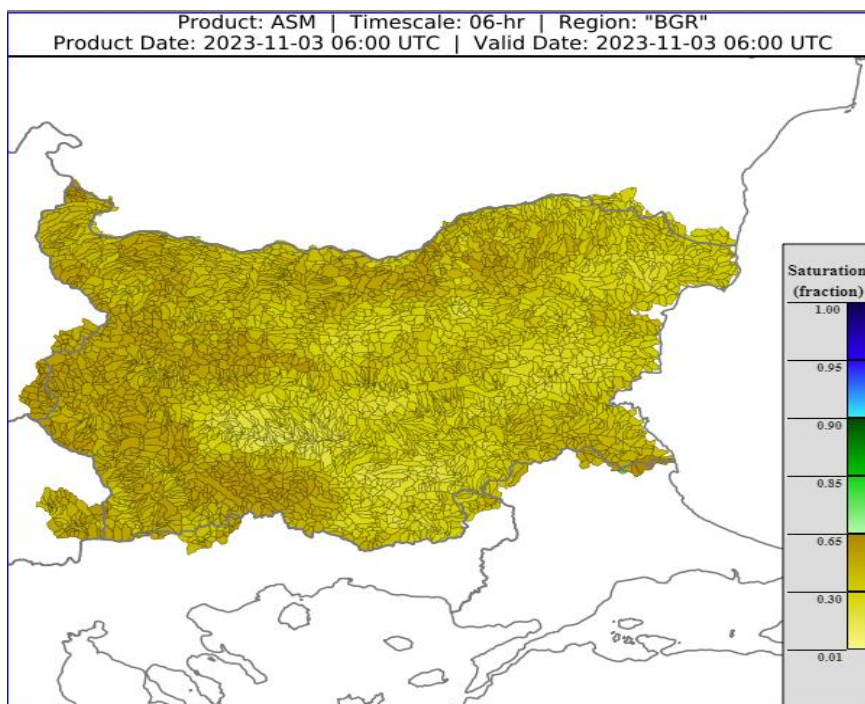 Product: ASM | Timescale: 06-hr | Region: "BGR"
Product Date: 2023-11-03 06:00 UTC | Valid Date: 2023-11-03 06:00 UTC
Saturation
(fraction)
1.00
0.95
0.90
0.85
0.65
0.30
0.01